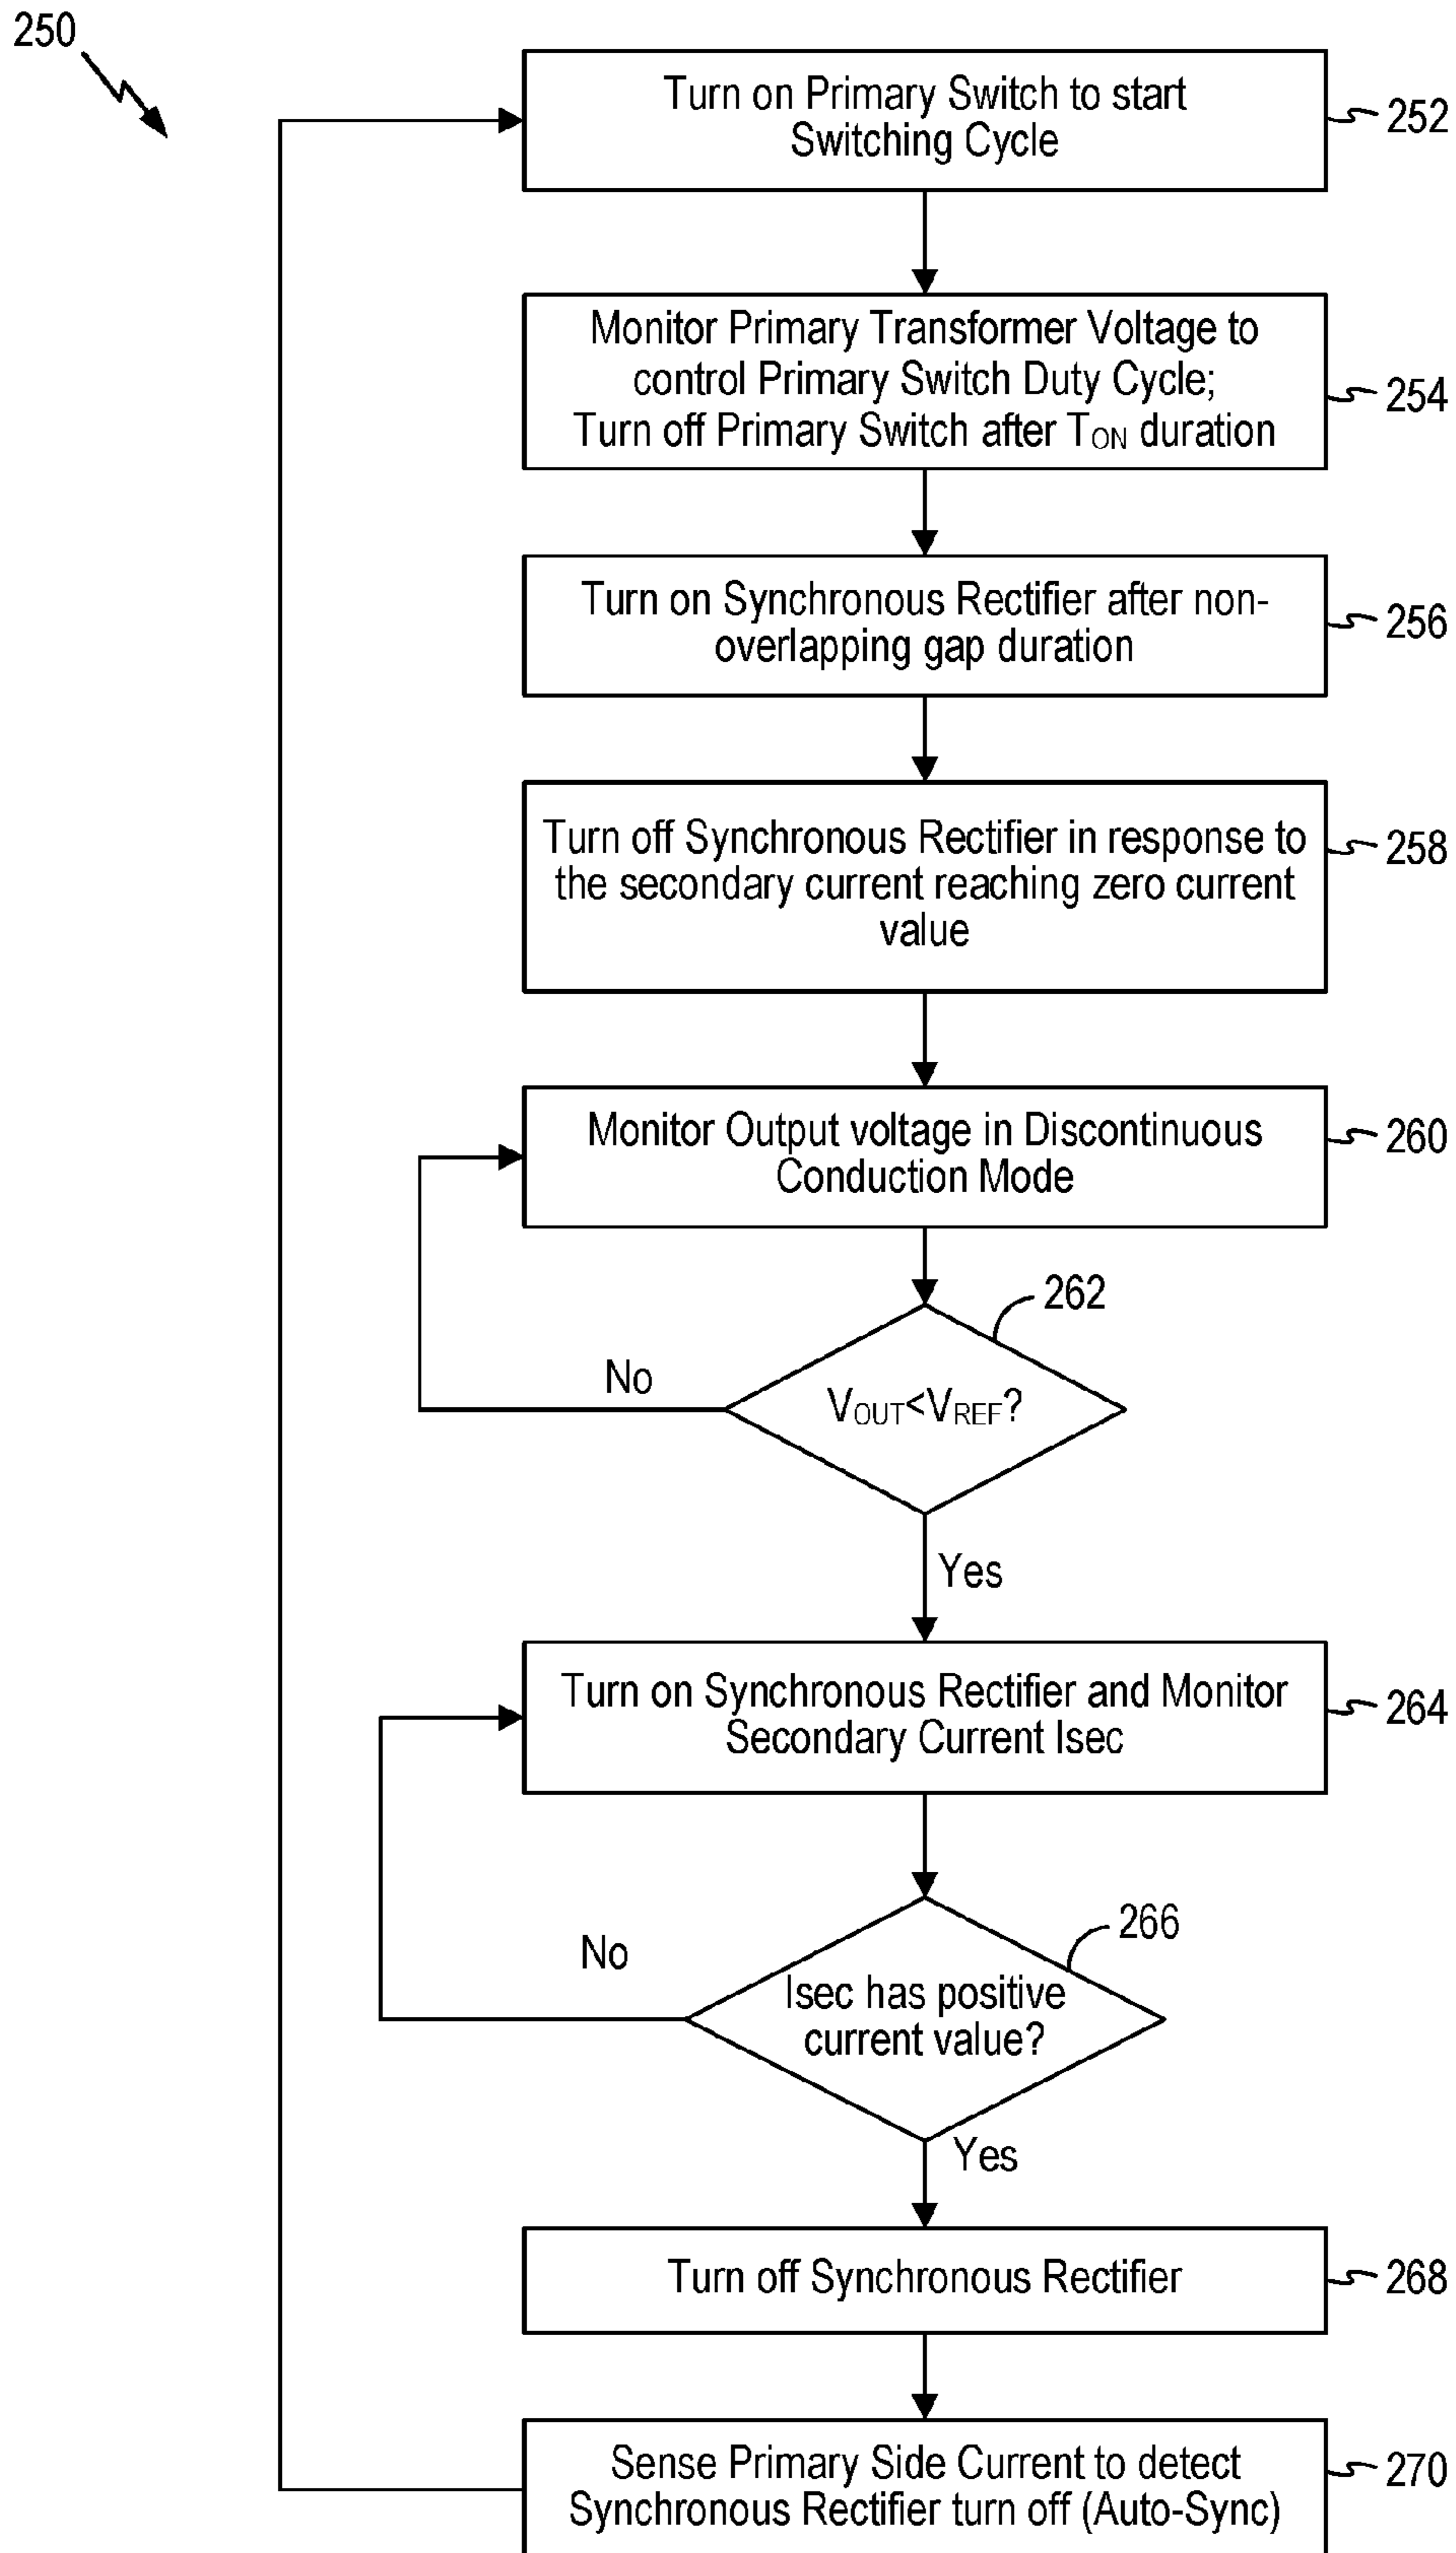 250
Turn on Primary Switch to start
Switching Cycle
252
Monitor Primary Transformer Voltage to
control Primary Switch Duty Cycle;
Turn off Primary Switch after TON duration
254
Turn on Synchronous Rectifier after non-
overlapping gap duration
256
Turn off Synchronous Rectifier in response to
the secondary current reaching zero current
value
258
Monitor Output voltage in Discontinuous
Conduction Mode
260
262
No
VOUT<VREF?
Yes
Turn on Synchronous Rectifier and Monitor
Secondary Current Isec
264
266
No
Isec has positive
current value?
Yes
Turn off Synchronous Rectifier
268
Sense Primary Side Current to detect
Synchronous Rectifier turn off (Auto-Sync)
270